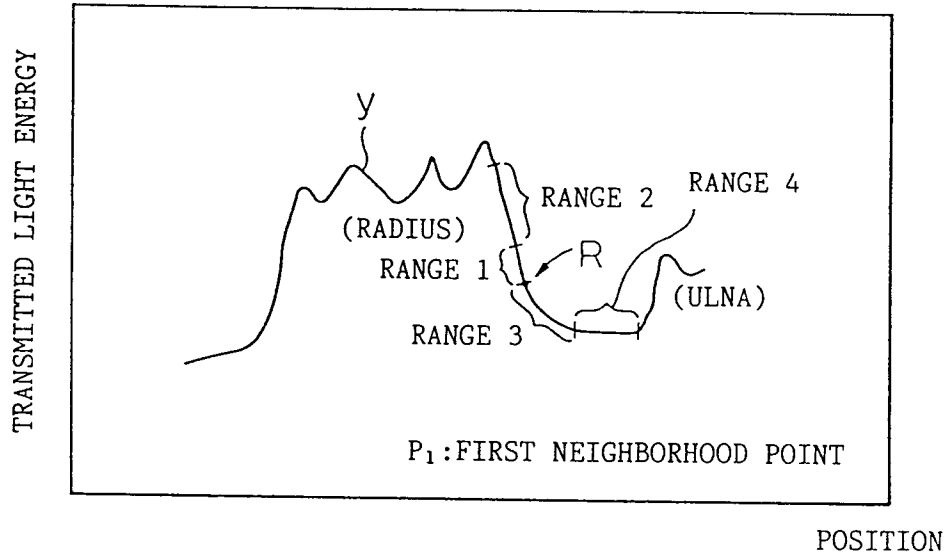 TRANSMITTED LIGHT ENERGY
y
(RADIUS)
RANGE 2
RANGE 4
RANGE 1
R
RANGE 3
(ULNA)
P₁:FIRST NEIGHBORHOOD POINT
POSITION